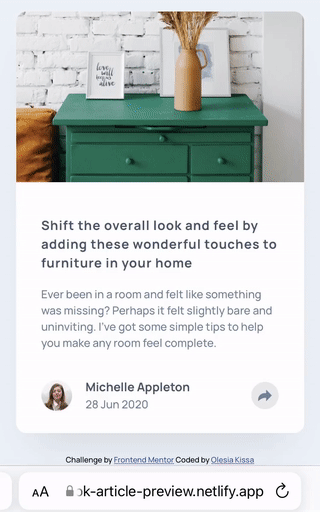 love
will
keep us
alive
Shift the overall look and feel by
adding these wonderful touches to
furniture in your home
Ever been in a room and felt like something
was missing? Perhaps it felt slightly bare and
uninviting. I've got some simple tips to help
you make any room feel complete.
Michelle Appleton
28 Jun 2020
Challenge by Frontend Mentor Coded by Olesia Kissa
AA
ok-article-preview.netlify.app